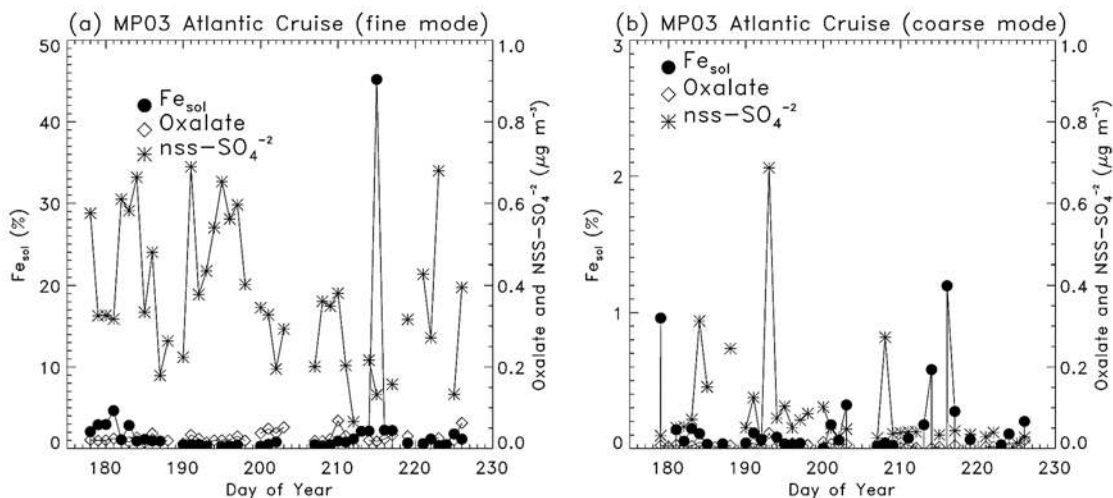 (a) MP03 Atlantic Cruise (fine mode)
50
40
30
20
10
0
Fe_sol (%)
1.0
0.8
0.6
0.4
0.2
0.0
Oxalate and NSS-SO₄⁻² (μg m⁻³)
Fe_sol
Oxalate
nss-SO₄⁻²
180 190 200 210 220 230
Day of Year
(b) MP03 Atlantic Cruise (coarse mode)
3
2
1
0
Fe_sol (%)
1.0
0.8
0.6
0.4
0.2
0.0
Oxalate and NSS-SO₄⁻² (μg m⁻³)
Fe_sol
Oxalate
nss-SO₄⁻²
180 190 200 210 220 230
Day of Year